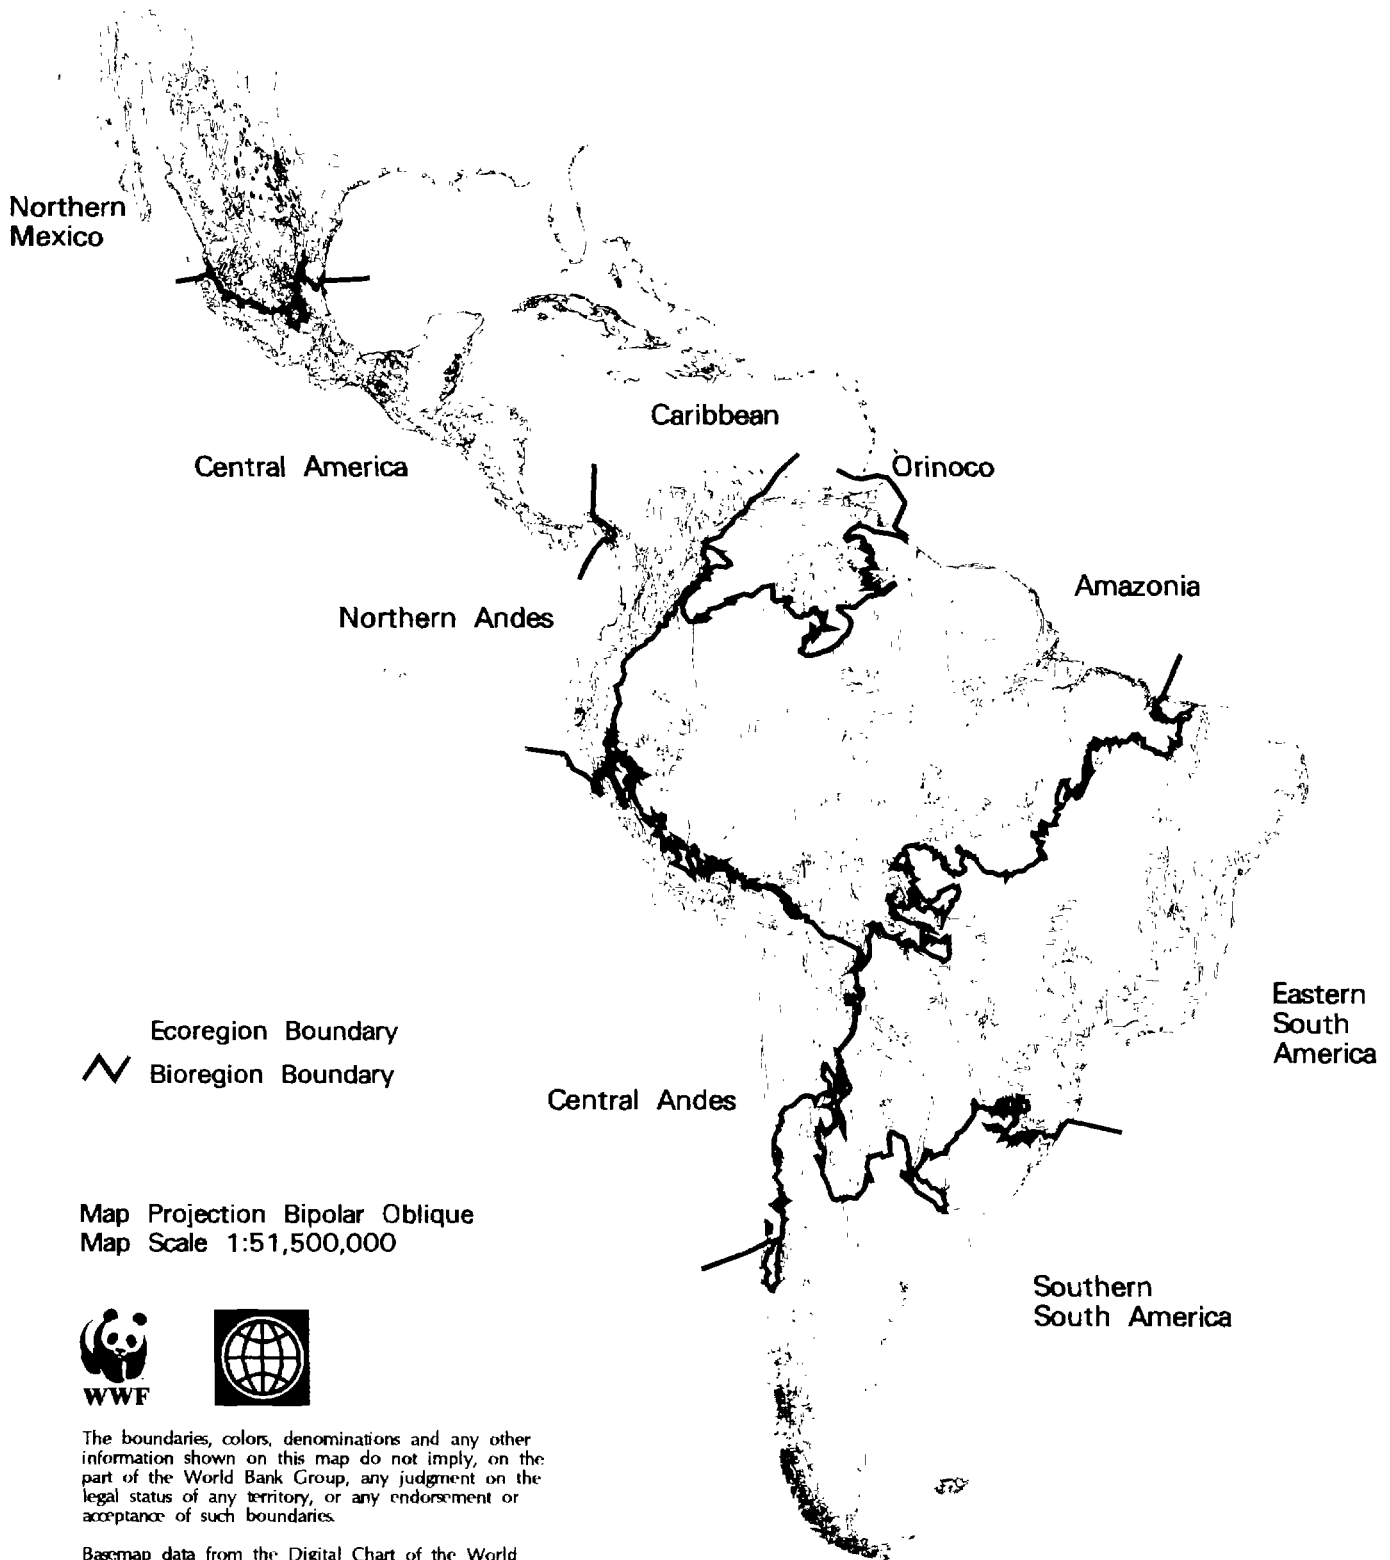 Northern
Mexico
Caribbean
Central America
Orinoco
Amazonia
Northern Andes
Eastern
South
America
Ecoregion Boundary
Bioregion Boundary
Central Andes
Map Projection Bipolar Oblique
Map Scale 1:51,500,000
Southern
South America
WWF
The boundaries, colors, denominations and any other
information shown on this map do not imply, on the
part of the World Bank Group, any judgment on the
legal status of any territory, or any endorsement or
acceptance of such boundaries.
Basemap data from the Digital Chart of the World